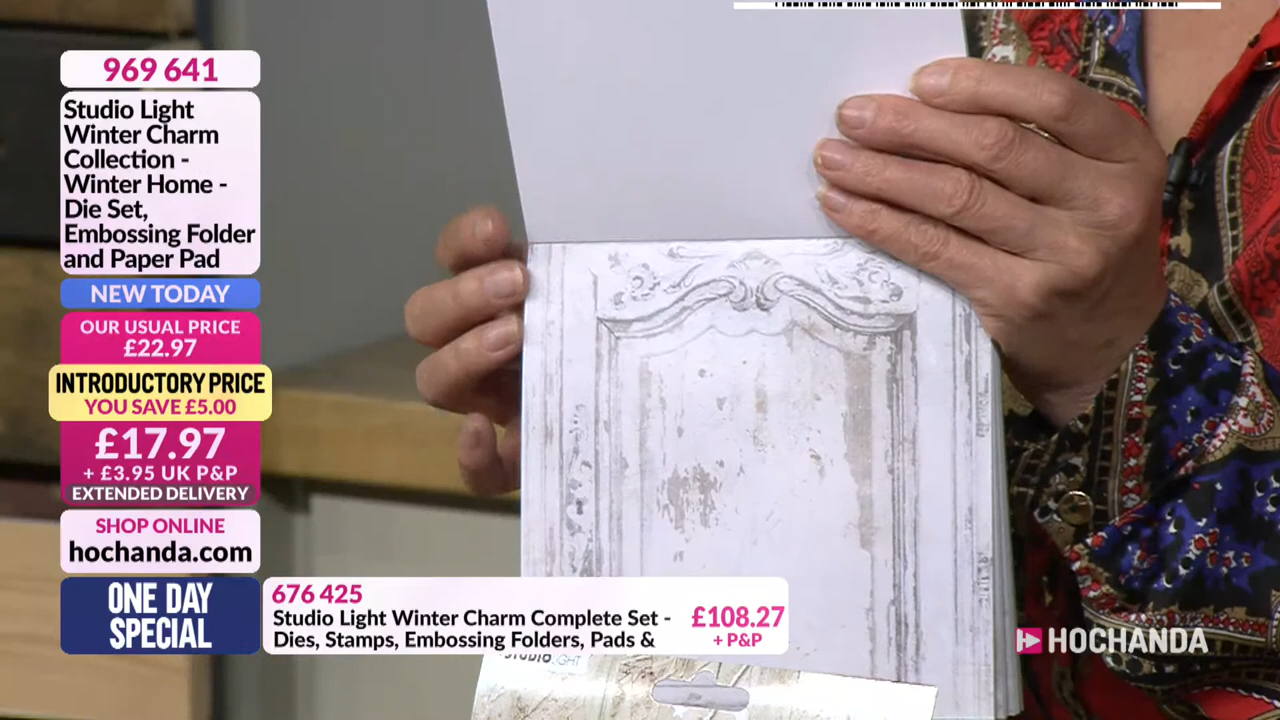 969 641
Studio Light
Winter Charm
Collection -
Winter Home -
Die Set,
Embossing Folder
and Paper Pad
NEW TODAY
OUR USUAL PRICE
£22.97
INTRODUCTORY PRICE
YOU SAVE £5.00
£17.97
+ £3.95 UK P&P
EXTENDED DELIVERY
SHOP ONLINE
hochanda.com
ONE DAY
SPECIAL
676 425
Studio Light Winter Charm Complete Set -
Dies, Stamps, Embossing Folders, Pads &
£108.27
+ P&P
HOCHANDA
STUDIOLIGHT